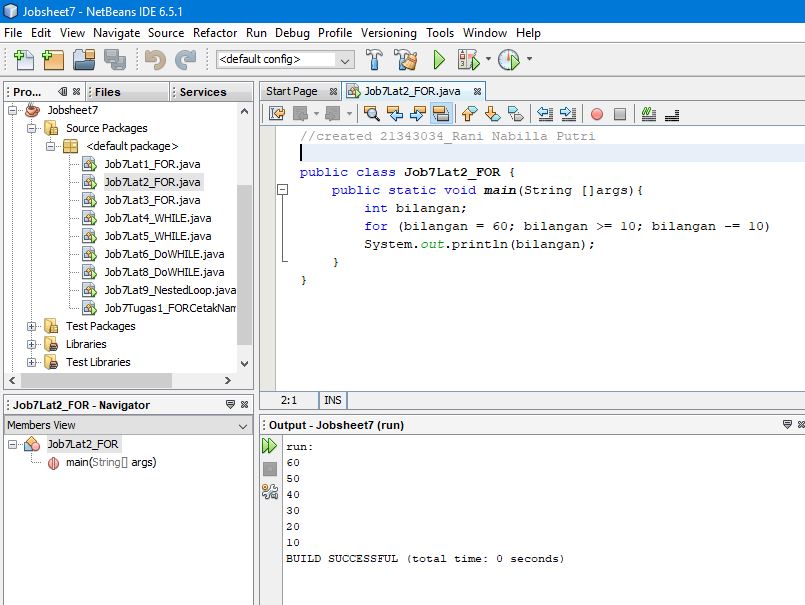 Jobsheet7 - NetBeans IDE 6.5.1
File Edit View Navigate Source Refactor Run Debug Profile Versioning Tools Window Help
<default config>
Pro... Files Services
Jobsheet7
Source Packages
<default package>
Job7Lat1_FOR.java
Job7Lat2_FOR.java
Job7Lat3_FOR.java
Job7Lat4_WHILE.java
Job7Lat5_WHILE.java
Job7Lat6_DoWHILE.java
Job7Lat8_DoWHILE.java
Job7Lat9_NestedLoop.java
Job7Tugas1_FORCetakNam
Test Packages
Libraries
Test Libraries
Start Page Job7Lat2_FOR.java
//created 21343034_Rani Nabilla Putri
public class Job7Lat2_FOR {
public static void main(String []args){
int bilangan;
for (bilangan = 60; bilangan >= 10; bilangan -= 10)
System.out.println(bilangan);
}
}
2:1 INS
Job7Lat2_FOR - Navigator
Members View
Job7Lat2_FOR
main(String[] args)
Output - Jobsheet7 (run)
run:
60
50
40
30
20
10
BUILD SUCCESSFUL (total time: 0 seconds)